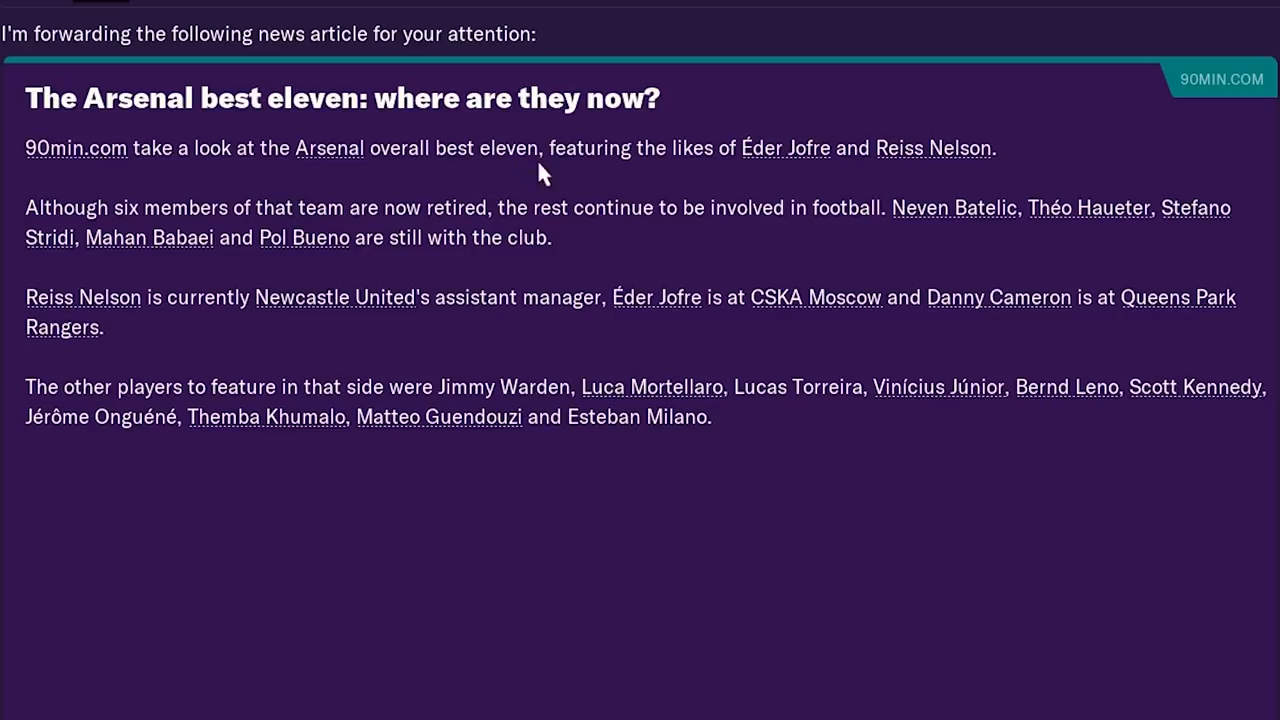 I'm forwarding the following news article for your attention:
90MIN.COM
The Arsenal best eleven: where are they now?
90min.com take a look at the Arsenal overall best eleven, featuring the likes of Éder Jofre and Reiss Nelson.
Although six members of that team are now retired, the rest continue to be involved in football. Neven Batelic, Théo Haueter, Stefano
Stridi, Mahan Babaei and Pol Bueno are still with the club.
Reiss Nelson is currently Newcastle United's assistant manager, Éder Jofre is at CSKA Moscow and Danny Cameron is at Queens Park
Rangers.
The other players to feature in that side were Jimmy Warden, Luca Mortellaro, Lucas Torreira, Vinícius Júnior, Bernd Leno, Scott Kennedy,
Jérôme Onguéné, Themba Khumalo, Matteo Guendouzi and Esteban Milano.